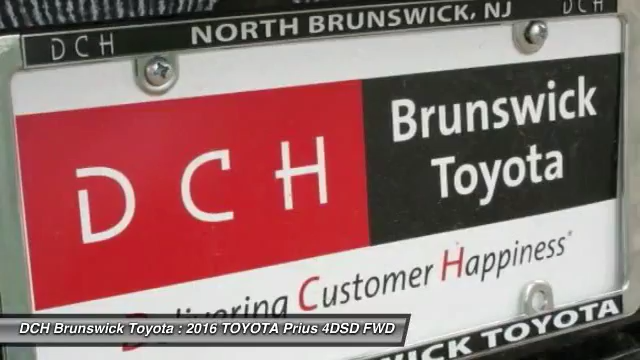 DCH NORTH BRUNSWICK, NJ DCH
DCH
Brunswick
Toyota
Delivering Customer Happiness
DCH Brunswick Toyota : 2016 TOYOTA Prius 4DSD FWD
TOYOTA